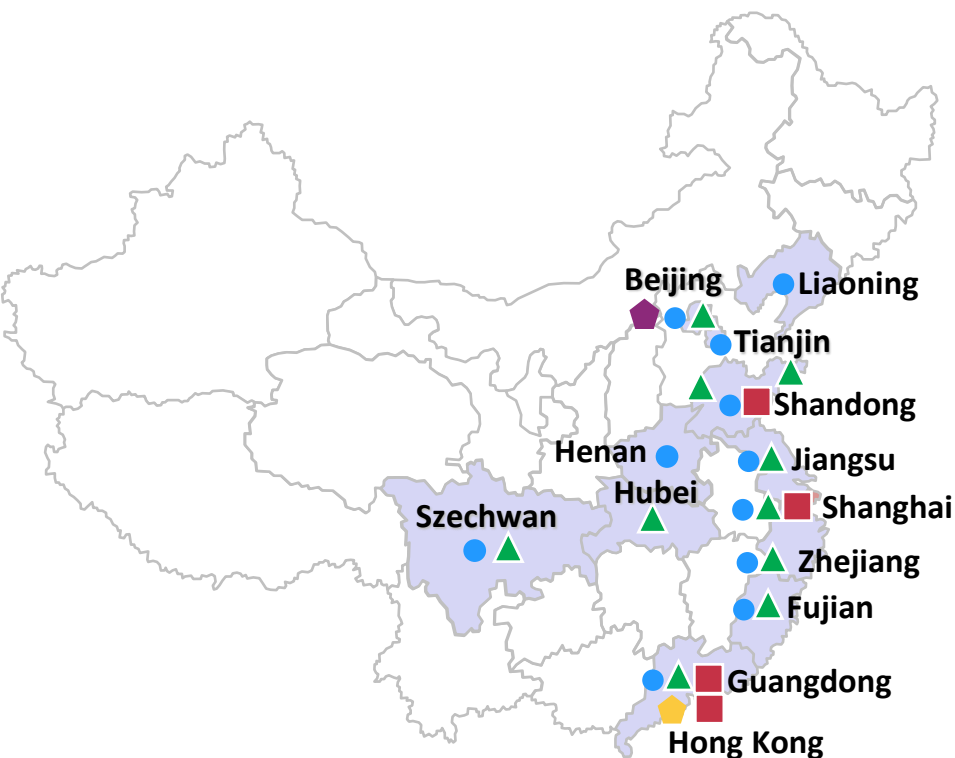 Beijing
Liaoning
Tianjin
Shandong
Henan
Jiangsu
Hubei
Shanghai
Szechwan
Zhejiang
Fujian
Guangdong
Hong Kong